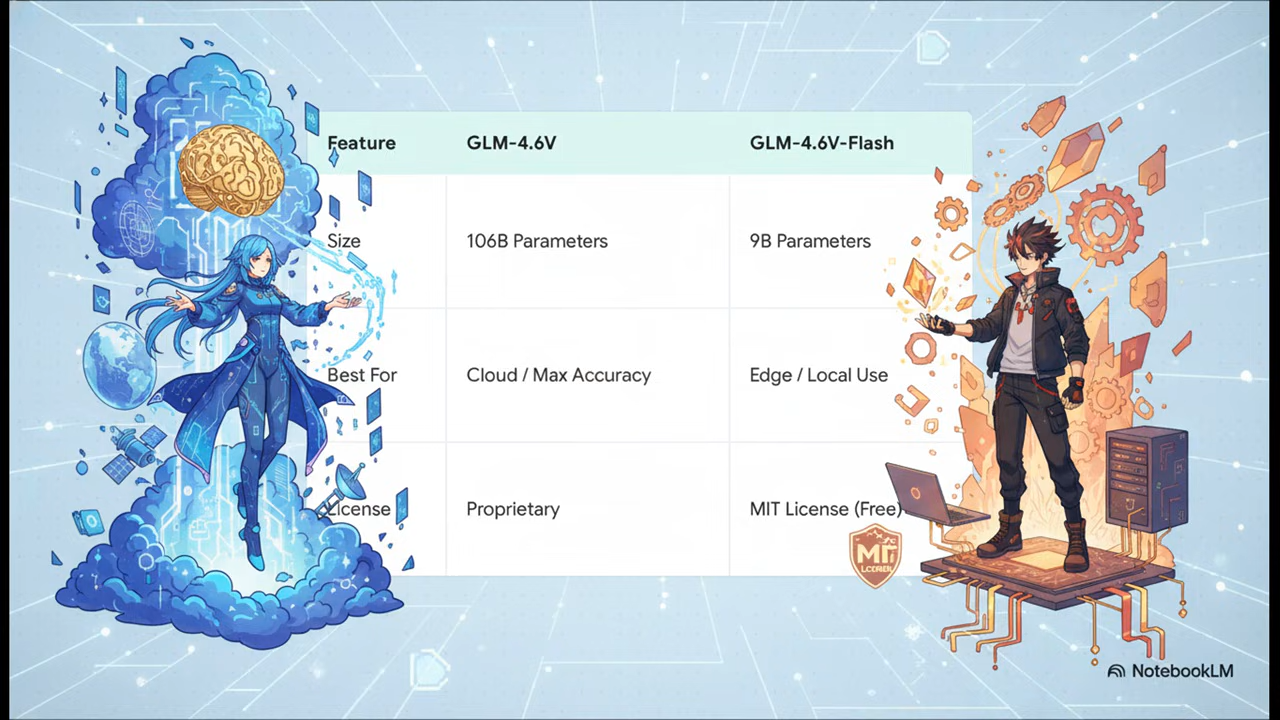 Feature GLM-4.6V GLM-4.6V-Flash
Size 106B Parameters 9B Parameters
Best For Cloud / Max Accuracy Edge / Local Use
License Proprietary MIT License (Free)
NotebookLM